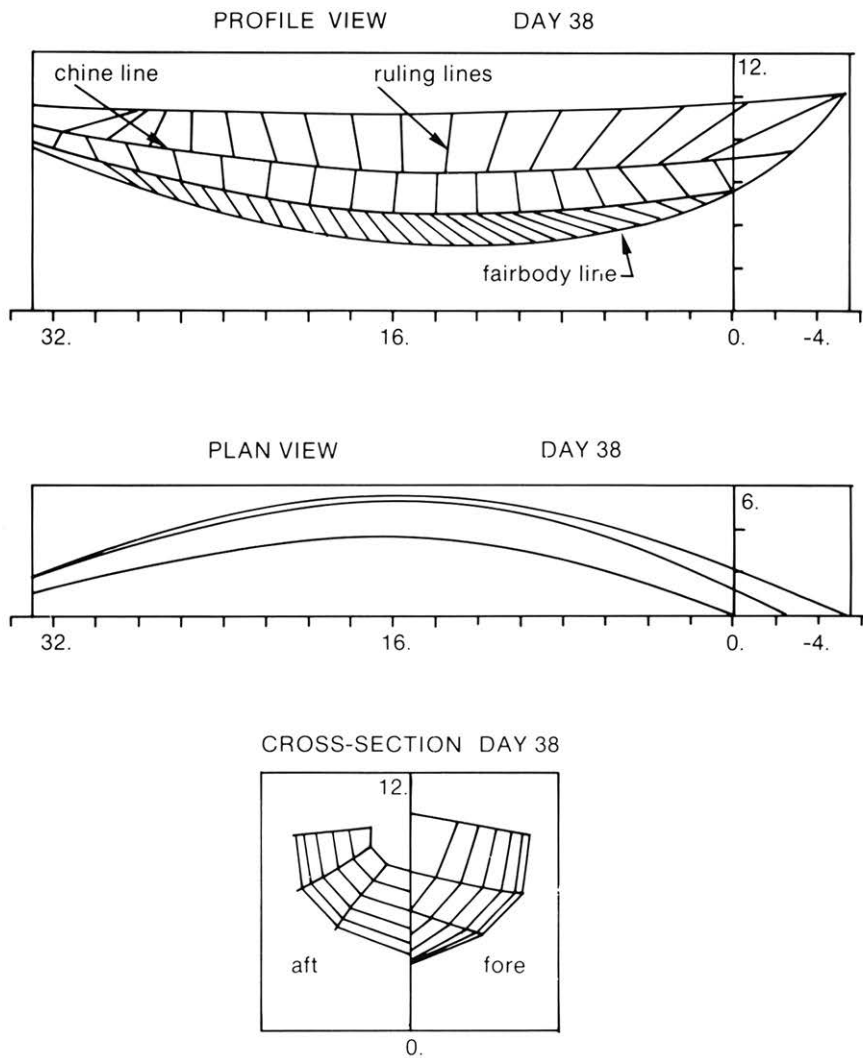 PROFILE VIEW DAY 38
12.
chine line ruling lines
fairbody line
32. 16. 0. -4.
PLAN VIEW DAY 38
6.
32. 16. 0. -4.
CROSS-SECTION DAY 38
12.
aft fore
0.